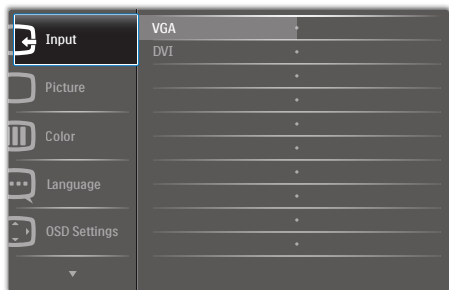 Input
VGA
DVI
Picture
Color
Language
OSD Settings